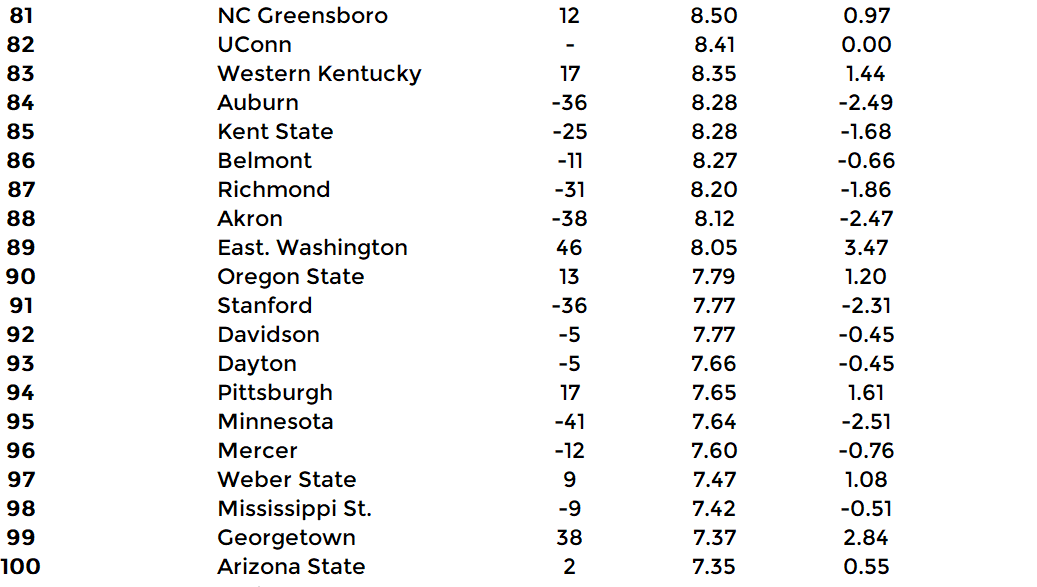 81 NC Greensboro 12 8.50 0.97
82 UConn - 8.41 0.00
83 Western Kentucky 17 8.35 1.44
84 Auburn -36 8.28 -2.49
85 Kent State -25 8.28 -1.68
86 Belmont -11 8.27 -0.66
87 Richmond -31 8.20 -1.86
88 Akron -38 8.12 -2.47
89 East. Washington 46 8.05 3.47
90 Oregon State 13 7.79 1.20
91 Stanford -36 7.77 -2.31
92 Davidson -5 7.77 -0.45
93 Dayton -5 7.66 -0.45
94 Pittsburgh 17 7.65 1.61
95 Minnesota -41 7.64 -2.51
96 Mercer -12 7.60 -0.76
97 Weber State 9 7.47 1.08
98 Mississippi St. -9 7.42 -0.51
99 Georgetown 38 7.37 2.84
100 Arizona State 2 7.35 0.55